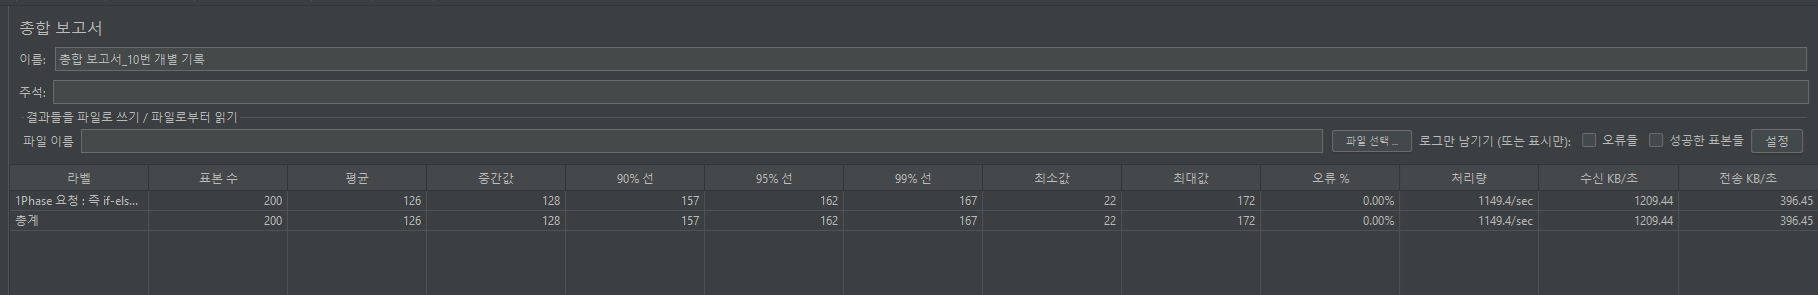 총합 보고서
이름: 총합 보고서_10번 개별 기록
주석:
결과들을 파일로 쓰기 / 파일로부터 읽기
파일 이름 파일 선택 ... 로그만 남기기 (또는 표시만): 오류들 성공한 표본들 설정
라벨 표본 수 평균 중간값 90% 선 95% 선 99% 선 최소값 최대값 오류 % 처리량 수신 KB/초 전송 KB/초
1Phase 요청 : 즉 if-els... 200 126 128 157 162 167 22 172 0.00% 1149.4/sec 1209.44 396.45
총계 200 126 128 157 162 167 22 172 0.00% 1149.4/sec 1209.44 396.45